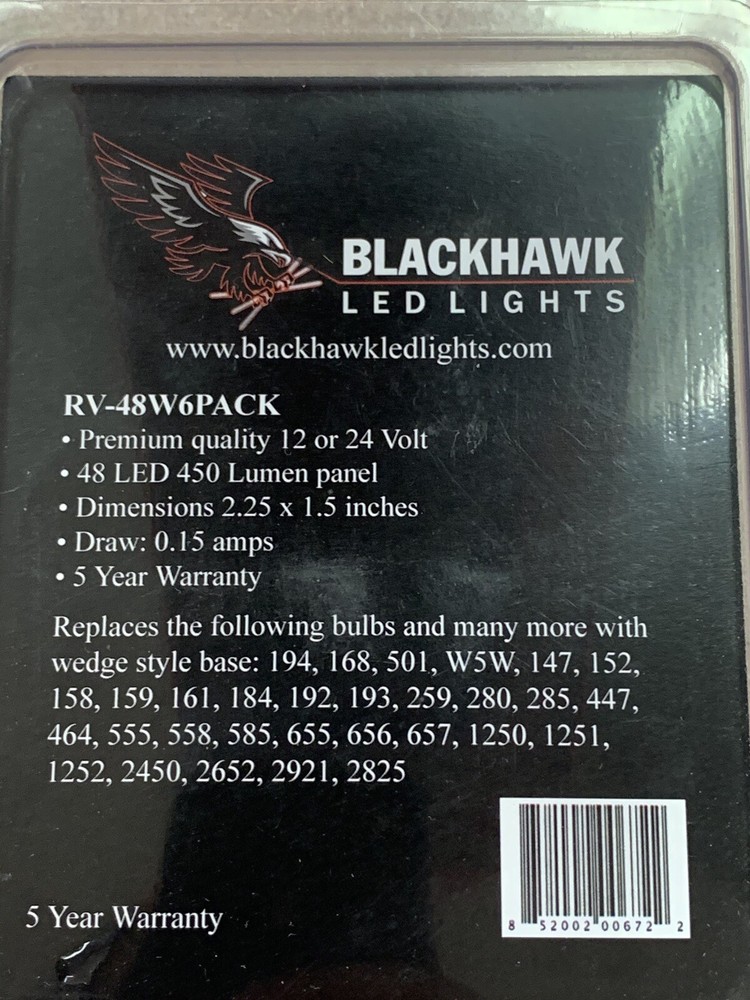 BLACKHAWK
LED LIGHTS
www.blackhawkledlights.com
RV-48W6PACK
• Premium quality 12 or 24 Volt
• 48 LED 450 Lumen panel
• Dimensions 2.25 x 1.5 inches
• Draw: 0.15 amps
• 5 Year Warranty
Replaces the following bulbs and many more with
wedge style base: 194, 168, 501, W5W, 147, 152,
158, 159, 161, 184, 192, 193, 259, 280, 285, 447,
464, 555, 558, 585, 655, 656, 657, 1250, 1251,
1252, 2450, 2652, 2921, 2825
8 52002 00672 2
5 Year Warranty